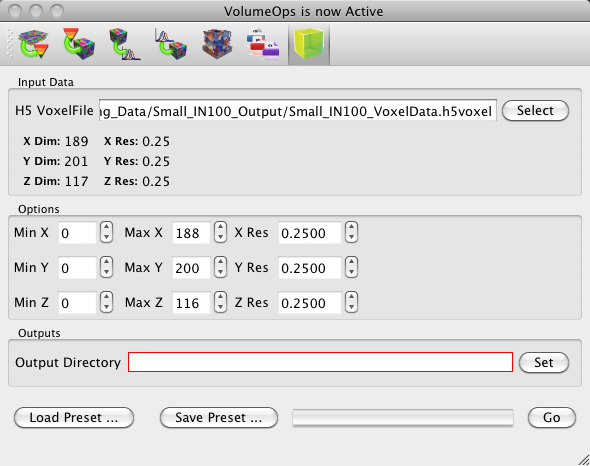 VolumeOps is now Active
Input Data
H5 VoxelFile ng_Data/Small_IN100_Output/Small_IN100_VoxelData.h5voxel Select
X Dim: 189 X Res: 0.25
Y Dim: 201 Y Res: 0.25
Z Dim: 117 Z Res: 0.25
Options
Min X 0 Max X 188 X Res 0.2500
Min Y 0 Max Y 200 Y Res 0.2500
Min Z 0 Max Z 116 Z Res 0.2500
Outputs
Output Directory Set
Load Preset ... Save Preset ... Go